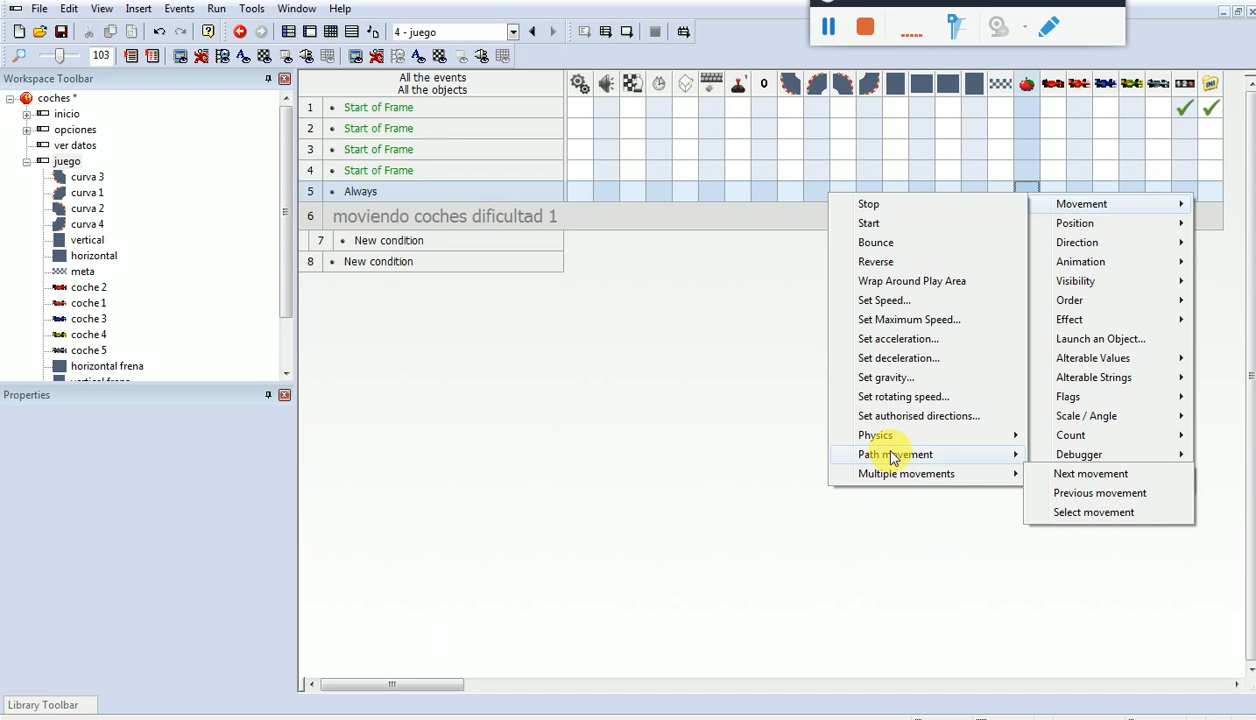 File Edit View Insert Events Run Tools Window Help
4 - juego
103
Workspace Toolbar
coches *
inicio
opciones
ver datos
juego
curva 3
curva 1
curva 2
curva 4
vertical
horizontal
meta
coche 2
coche 1
coche 3
coche 4
coche 5
horizontal frena
Properties
Library Toolbar
All the events
All the objects
1 Start of Frame
2 Start of Frame
3 Start of Frame
4 Start of Frame
5 Always
6 moviendo coches dificultad 1
7 New condition
8 New condition
Stop
Start
Bounce
Reverse
Wrap Around Play Area
Set Speed...
Set Maximum Speed...
Set acceleration...
Set deceleration...
Set gravity...
Set rotating speed...
Set authorised directions...
Physics
Path movement
Multiple movements
Movement
Position
Direction
Animation
Visibility
Order
Effect
Launch an Object...
Alterable Values
Alterable Strings
Flags
Scale / Angle
Count
Debugger
Next movement
Previous movement
Select movement